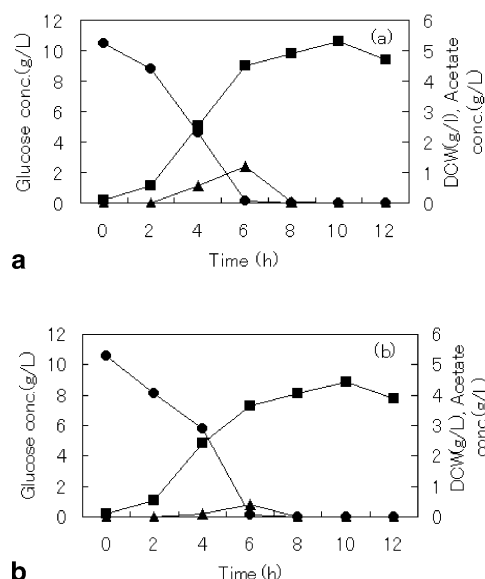 (a)
Glucose conc.(g/L)
12
10
8
6
4
2
0
6
5
4
3
2
1
0
DCW(g/l), Acetate
conc.(g/L)
0 2 4 6 8 10 12
Time (h)
a
(b)
Glucose conc.(g/L)
12
10
8
6
4
2
0
6
5
4
3
2
1
0
DCW(g/L), Acetate
conc.(g/L)
0 2 4 6 8 10 12
Time (h)
b